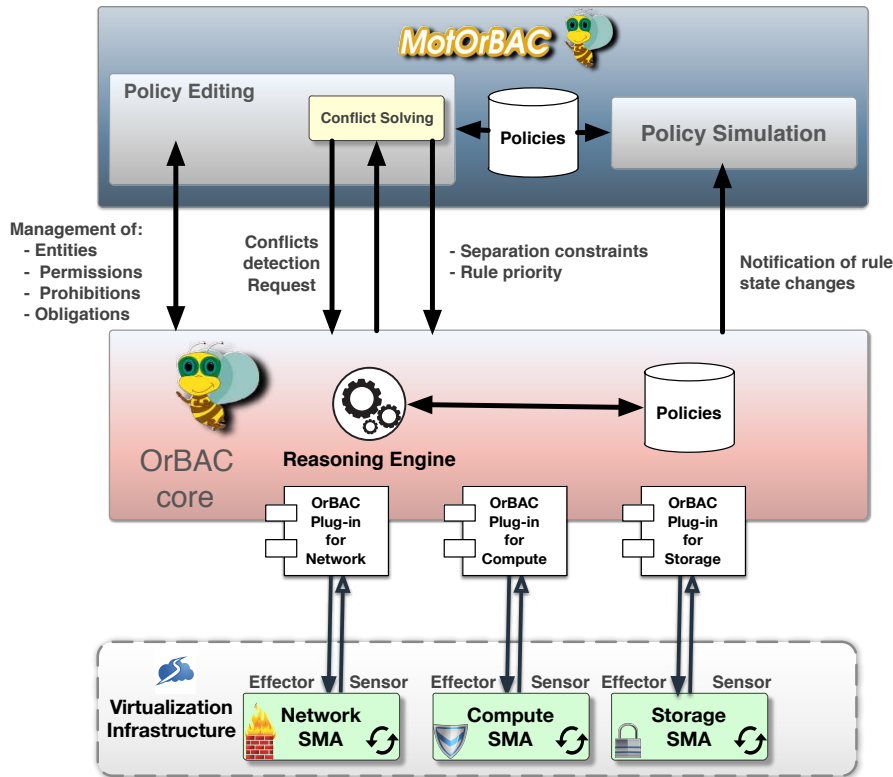 MotOrBAC
Policy Editing
Conflict Solving
Policies
Policy Simulation
Management of:
- Entities
- Permissions
- Prohibitions
- Obligations
Conflicts
detection
Request
- Separation constraints
- Rule priority
Notification of rule
state changes
OrBAC
core
Reasoning Engine
Policies
OrBAC
Plug-in
for
Network
OrBAC
Plug-in
for
Compute
OrBAC
Plug-in
for
Storage
Virtualization
Infrastructure
Effector
Sensor
Network
SMA
Effector
Sensor
Compute
SMA
Effector
Sensor
Storage
SMA